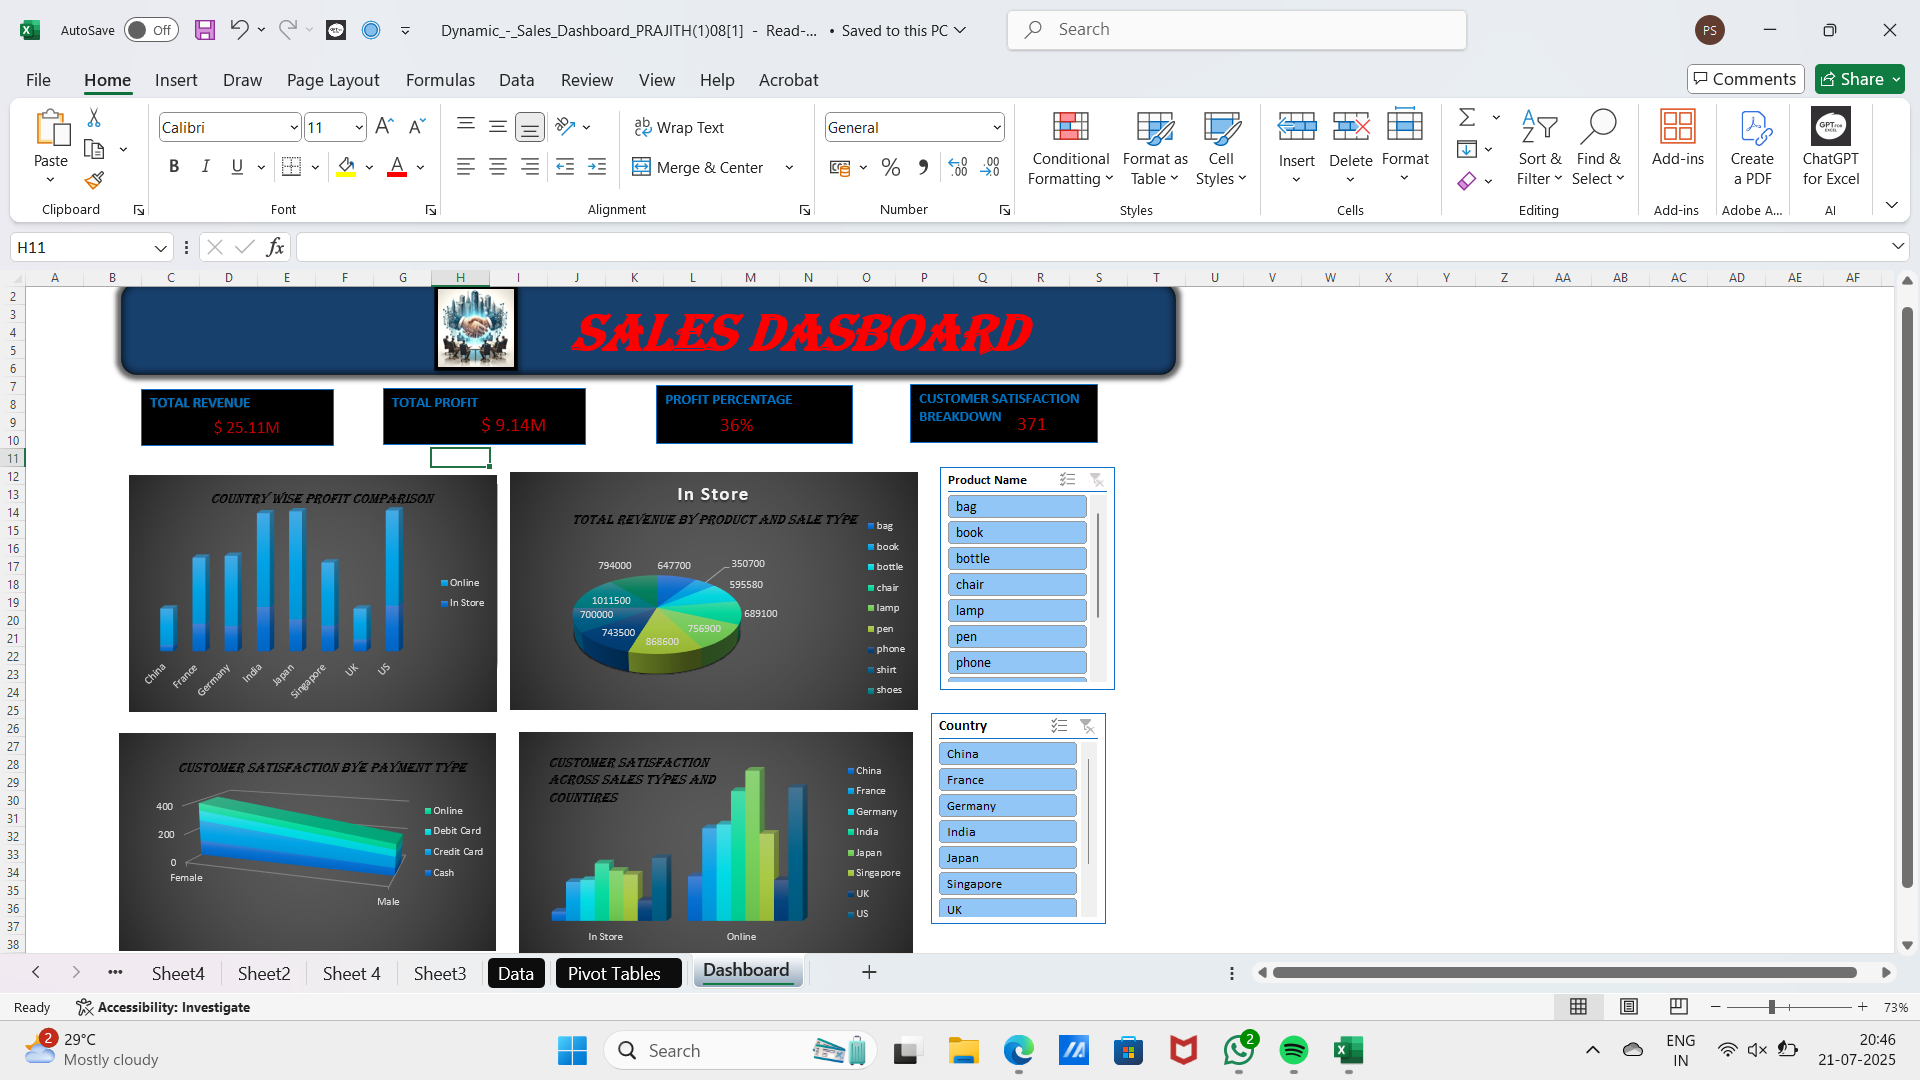 AutoSave Off Dynamic_-_Sales_Dashboard_PRAJITH(1)08[1] - Read-... • Saved to this PC Search PS
File Home Insert Draw Page Layout Formulas Data Review View Help Acrobat Comments Share
Paste
Clipboard
Calibri 11
B I U A
Font
ab Wrap Text
Merge & Center
Alignment
General
Number
Conditional Formatting
Format as Table
Cell Styles
Styles
Insert Delete Format
Cells
Sort & Filter
Find & Select
Editing
Add-ins
Add-ins
Create a PDF
Adobe A...
GPT FOR EXCEL
ChatGPT for Excel
AI
H11 fx
A B C D E F G H I J K L M N O P Q R S T U V W X Y Z AA AB AC AD AE AF
2
3
4
5
6
7
8
9
10
11
12
13
14
15
16
17
18
19
20
21
22
23
24
25
26
27
28
29
30
31
32
33
34
35
36
37
38
SALES DASBOARD
TOTAL REVENUE
$ 25.11M
TOTAL PROFIT
$ 9.14M
PROFIT PERCENTAGE
36%
CUSTOMER SATISFACTION
BREAKDOWN 371
COUNTRY WISE PROFIT COMPARISON
Online
In Store
China France Germany India Japan Singapore UK US
In Store
TOTAL REVENUE BY PRODUCT AND SALE TYPE
794000 647700 350700
595580
1011500
700000 689100
743500 756900
868600
bag
book
bottle
chair
lamp
pen
phone
shirt
shoes
Product Name
bag
book
bottle
chair
lamp
pen
phone
CUSTOMER SATISFACTION BYE PAYMENT TYPE
400
200
0
Female
Male
Online
Debit Card
Credit Card
Cash
CUSTOMER SATISFACTION
ACROSS SALES TYPES AND
COUNTIRES
China
France
Germany
India
Japan
Singapore
UK
US
In Store Online
Country
China
France
Germany
India
Japan
Singapore
UK
Sheet4 Sheet2 Sheet 4 Sheet3 Data Pivot Tables Dashboard
Ready Accessibility: Investigate 73%
2 29°C
Mostly cloudy
Search
2
ENG
IN
20:46
21-07-2025